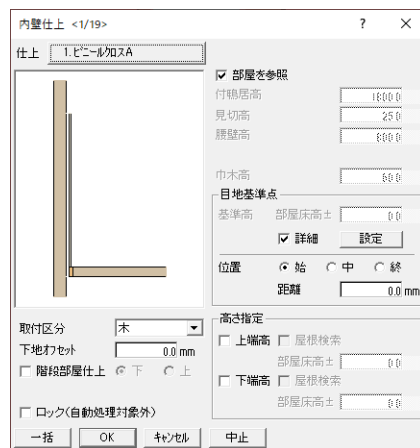 内壁仕上 <1/19>
仕上 1.ビニールクロスA
部屋を参照
付鴨居高 1800.0
見切高 25.0
腰壁高 800.0
巾木高 60.0
目地基準点
基準高 部屋床高± 0.0
詳細 設定
位置 始 中 終
距離 0.0 mm
取付区分 木
下地オフセット 0.0 mm
階段部屋仕上 下 上
ロック(自動処理対象外)
高さ指定
上端高 屋根検索
部屋床高± 0.0
下端高 屋根検索
部屋床高± 0.0
一括 OK キャンセル 中止